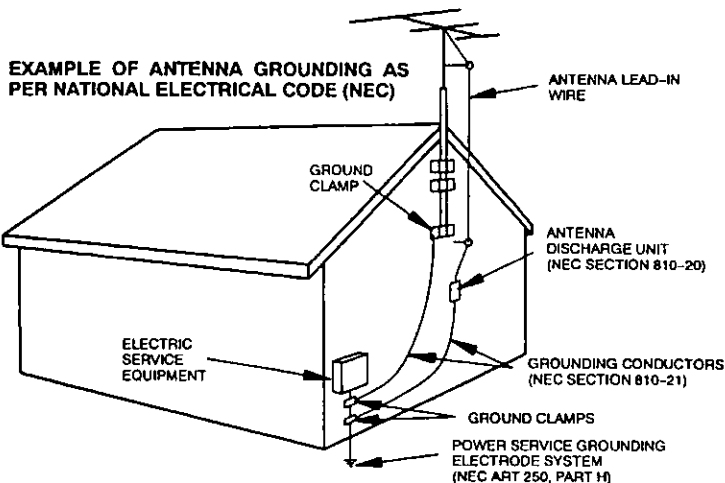 EXAMPLE OF ANTENNA GROUNDING AS
PER NATIONAL ELECTRICAL CODE (NEC)
ANTENNA LEAD-IN
WIRE
GROUND
CLAMP
ANTENNA
DISCHARGE UNIT
(NEC SECTION 810-20)
ELECTRIC
SERVICE
EQUIPMENT
GROUNDING CONDUCTORS
(NEC SECTION 810-21)
GROUND CLAMPS
POWER SERVICE GROUNDING
ELECTRODE SYSTEM
(NEC ART 250, PART H)